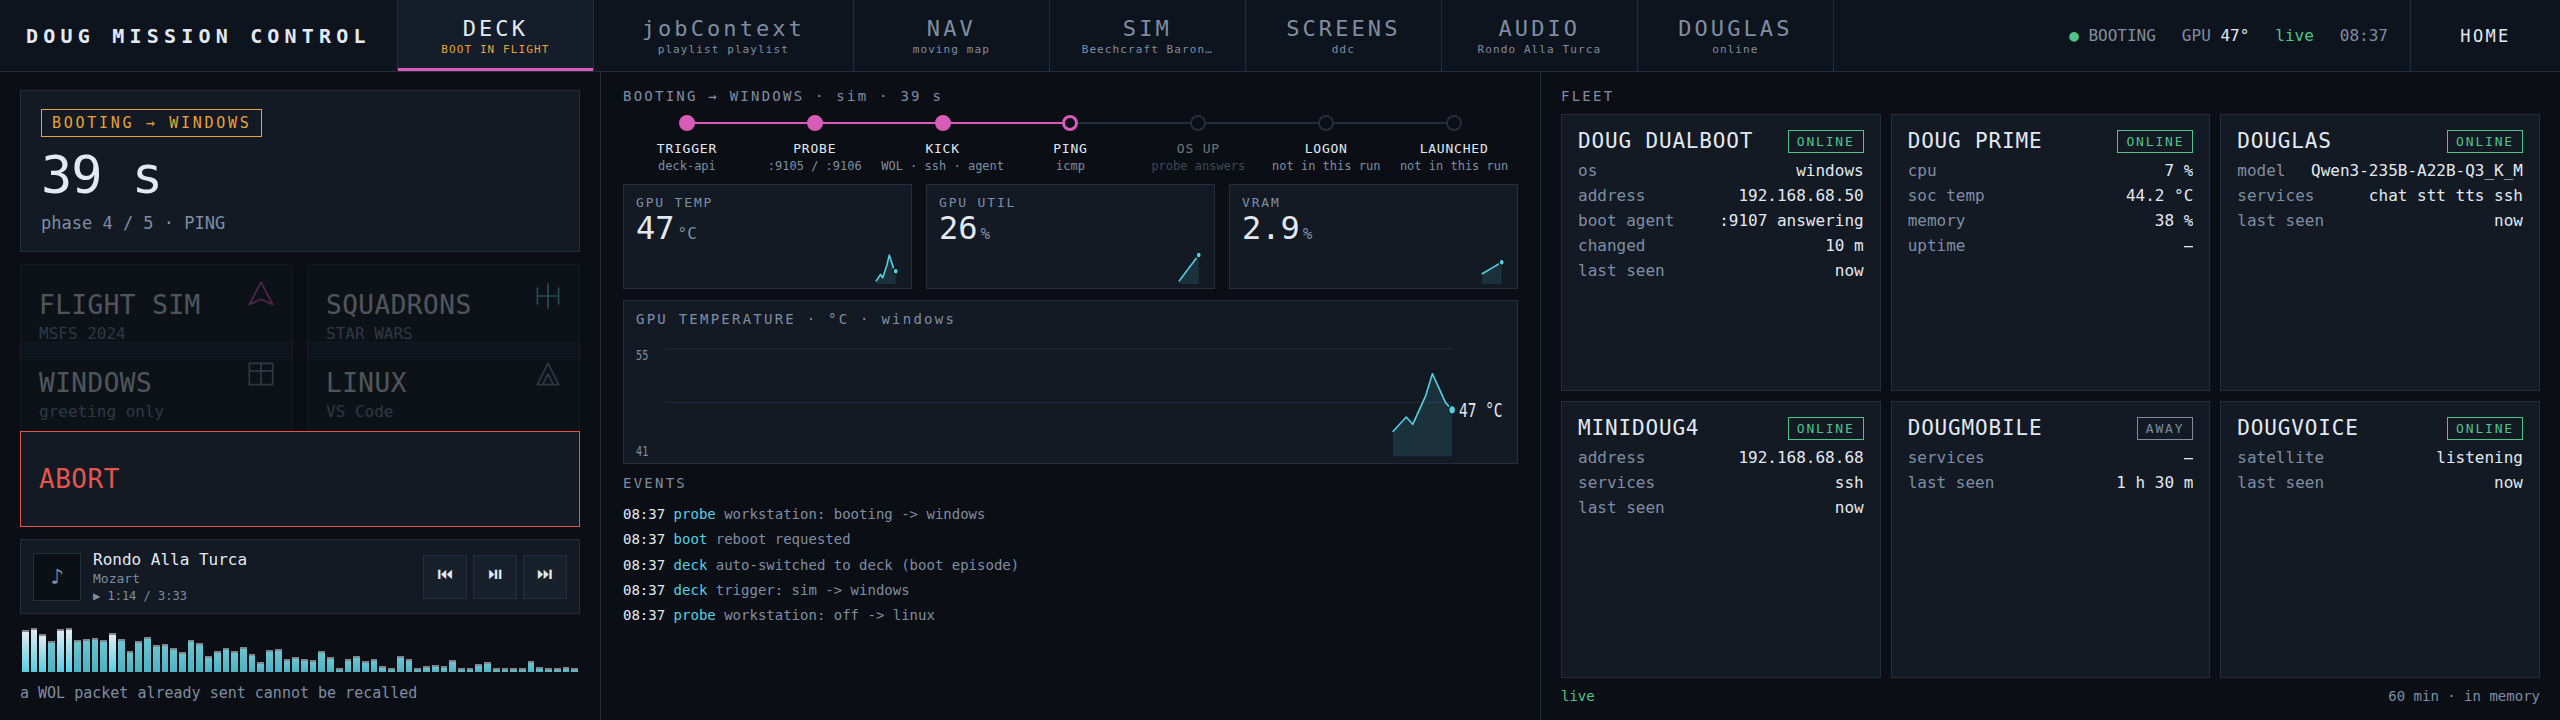 DOUG MISSION CONTROL
DECK
BOOT IN FLIGHT
jobContext
playlist playlist
NAV
moving map
SIM
Beechcraft Baron…
SCREENS
ddc
AUDIO
Rondo Alla Turca
DOUGLAS
online
● BOOTING GPU 47° live 08:37
HOME
BOOTING → WINDOWS
39 s
phase 4 / 5 · PING
FLIGHT SIM
MSFS 2024
SQUADRONS
STAR WARS
WINDOWS
greeting only
LINUX
VS Code
ABORT
Rondo Alla Turca
Mozart
▶ 1:14 / 3:33
a WOL packet already sent cannot be recalled
BOOTING → WINDOWS · sim · 39 s
TRIGGER
deck-api
PROBE
:9105 / :9106
KICK
WOL · ssh · agent
PING
icmp
OS UP
probe answers
LOGON
not in this run
LAUNCHED
not in this run
GPU TEMP
47 °C
GPU UTIL
26 %
VRAM
2.9 %
GPU TEMPERATURE · °C · windows
55
47 °C
41
EVENTS
08:37 probe workstation: booting -> windows
08:37 boot reboot requested
08:37 deck auto-switched to deck (boot episode)
08:37 deck trigger: sim -> windows
08:37 probe workstation: off -> linux
FLEET
DOUG DUALBOOT ONLINE
os windows
address 192.168.68.50
boot agent :9107 answering
changed 10 m
last seen now
DOUG PRIME ONLINE
cpu 7 %
soc temp 44.2 °C
memory 38 %
uptime —
DOUGLAS ONLINE
model Qwen3-235B-A22B-Q3_K_M
services chat stt tts ssh
last seen now
MINIDOUG4 ONLINE
address 192.168.68.68
services ssh
last seen now
DOUGMOBILE AWAY
services —
last seen 1 h 30 m
DOUGVOICE ONLINE
satellite listening
last seen now
live
60 min · in memory